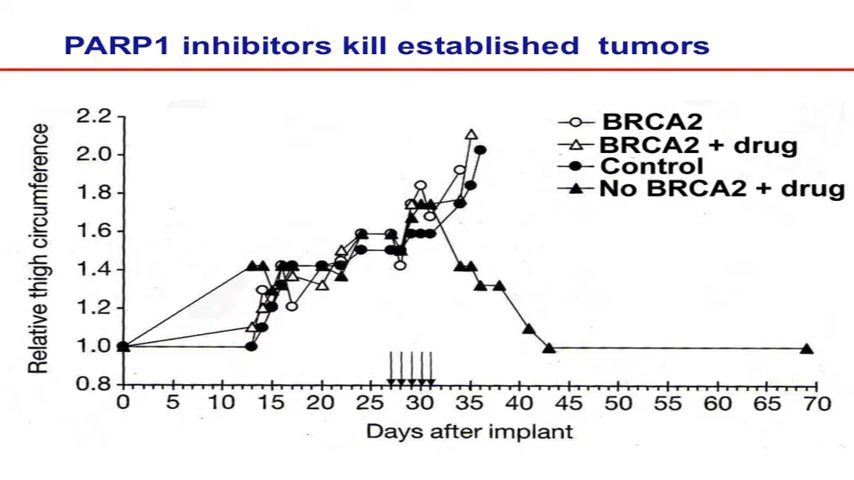 PARP1 inhibitors kill established tumors
Relative thigh circumference
2.2
2.0
1.8
1.6
1.4
1.2
1.0
0.8
BRCA2
BRCA2 + drug
Control
No BRCA2 + drug
0 5 10 15 20 25 30 35 40 45 50 55 60 65 70
Days after implant